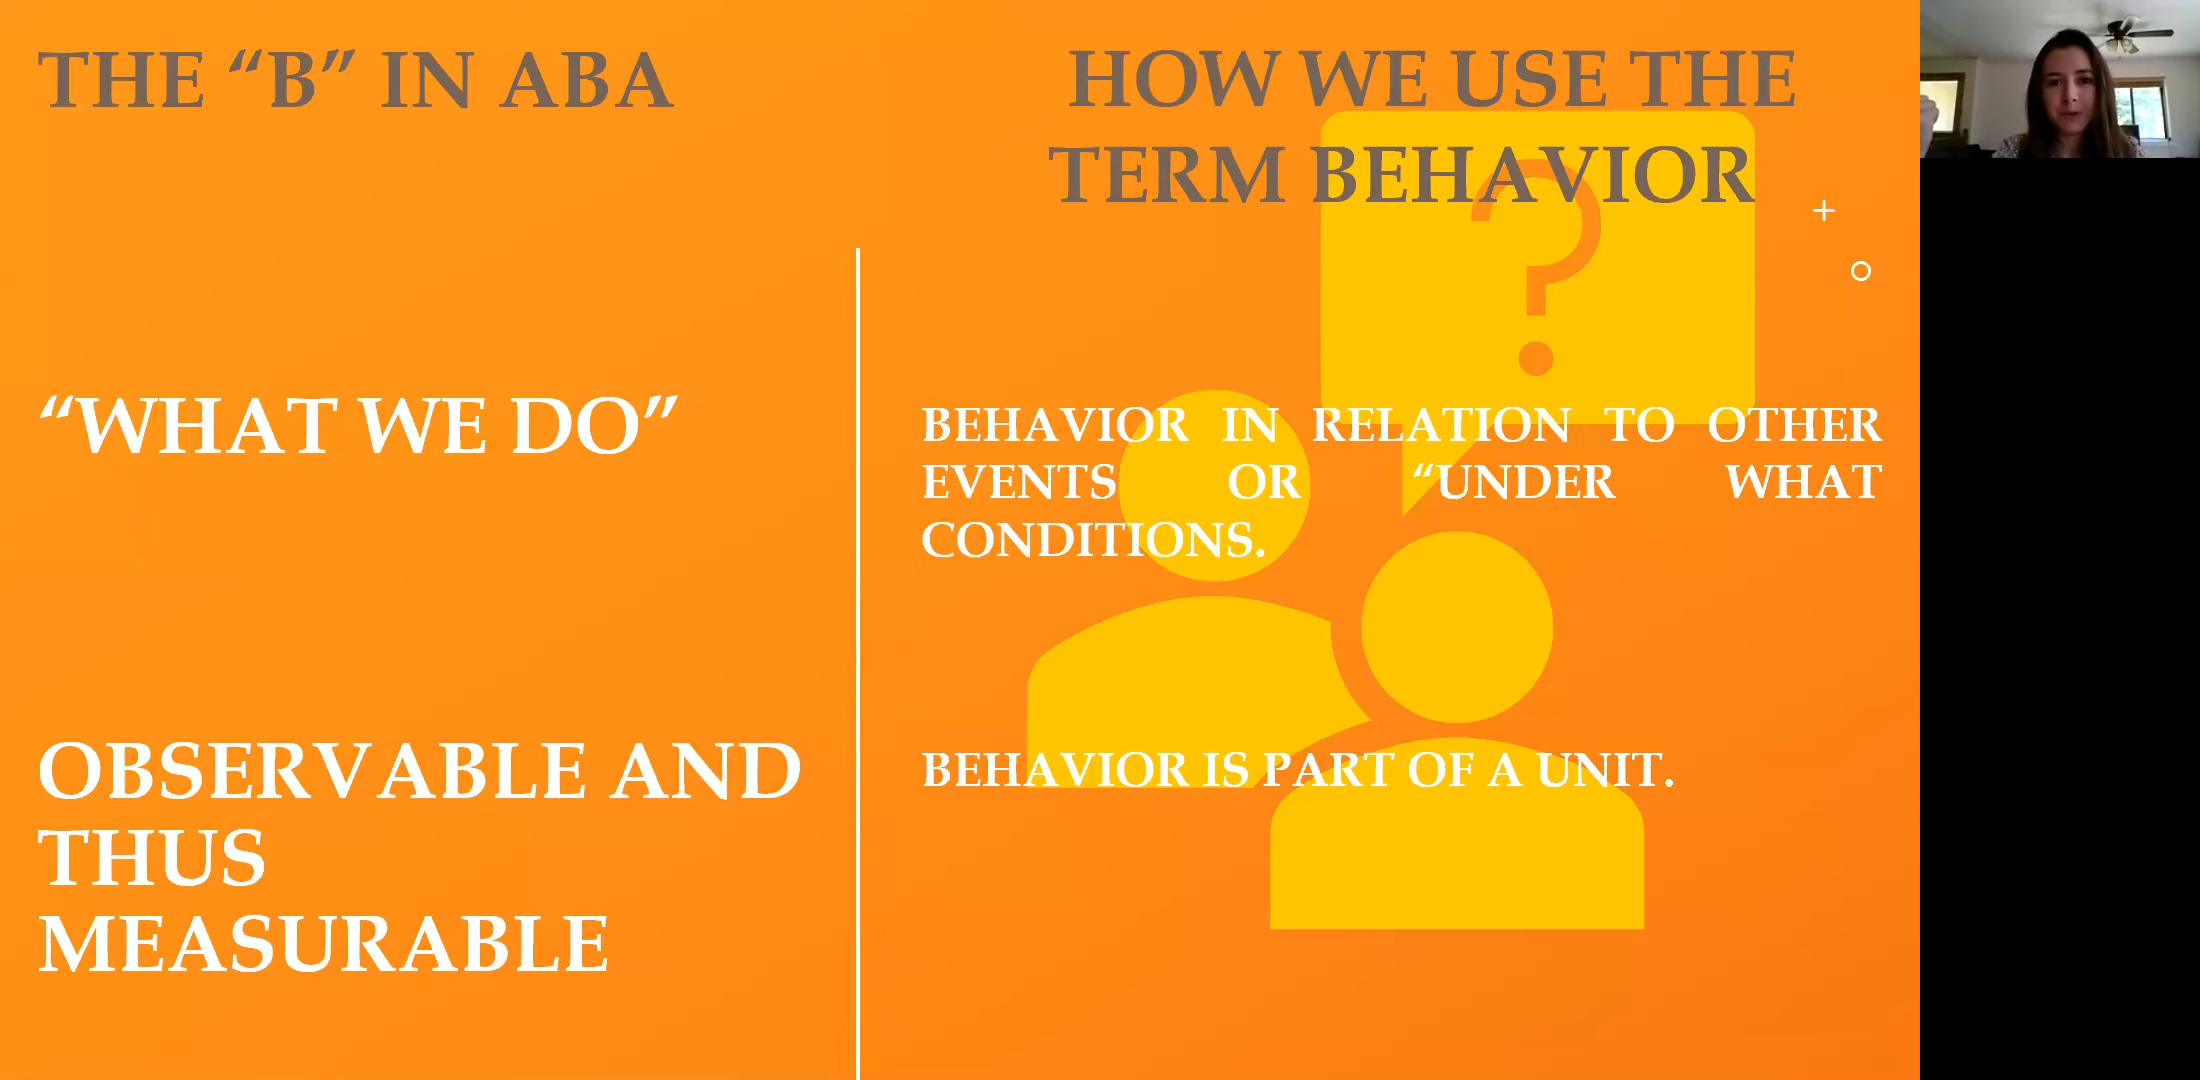 THE “B” IN ABA
“WHAT WE DO”
OBSERVABLE AND
THUS
MEASURABLE
HOW WE USE THE
TERM BEHAVIOR
BEHAVIOR IN RELATION TO OTHER
EVENTS OR “UNDER WHAT
CONDITIONS.
BEHAVIOR IS PART OF A UNIT.